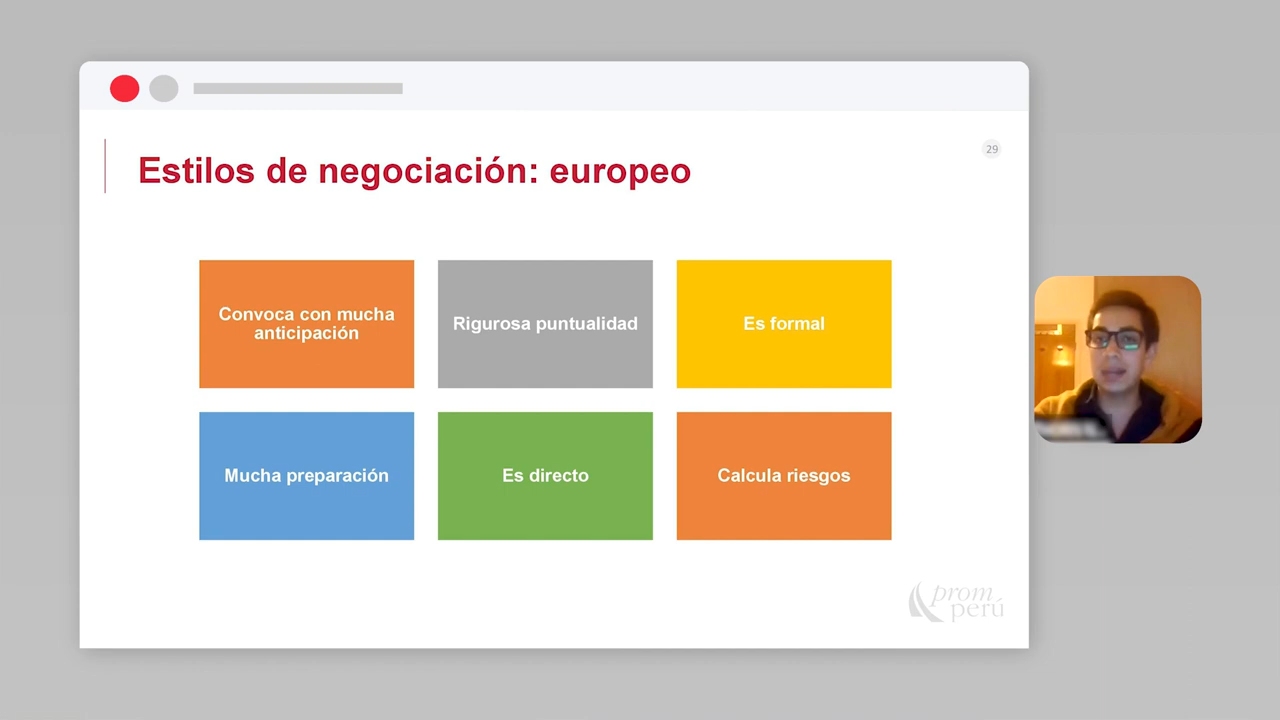 Estilos de negociación: europeo
29
Convoca con mucha
anticipación
Rigurosa puntualidad
Es formal
Mucha preparación
Es directo
Calcula riesgos
prom
perú